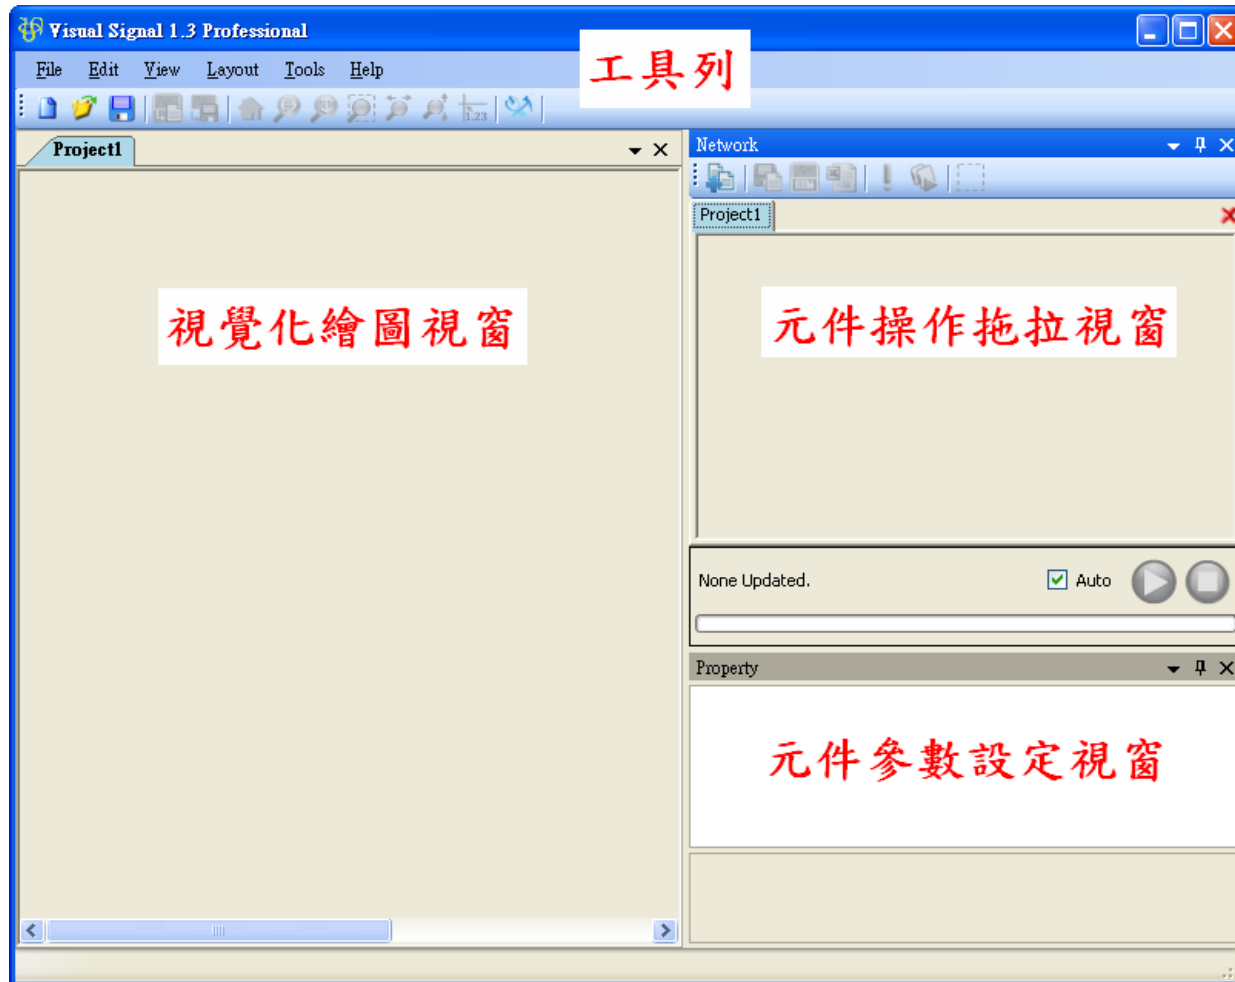 Visual Signal 1.3 Professional
File Edit View Layout Tools Help
工具列
1.23
Project1
視覺化繪圖視窗
Network
Project1
元件操作拖拉視窗
None Updated.
Auto
Property
元件參數設定視窗